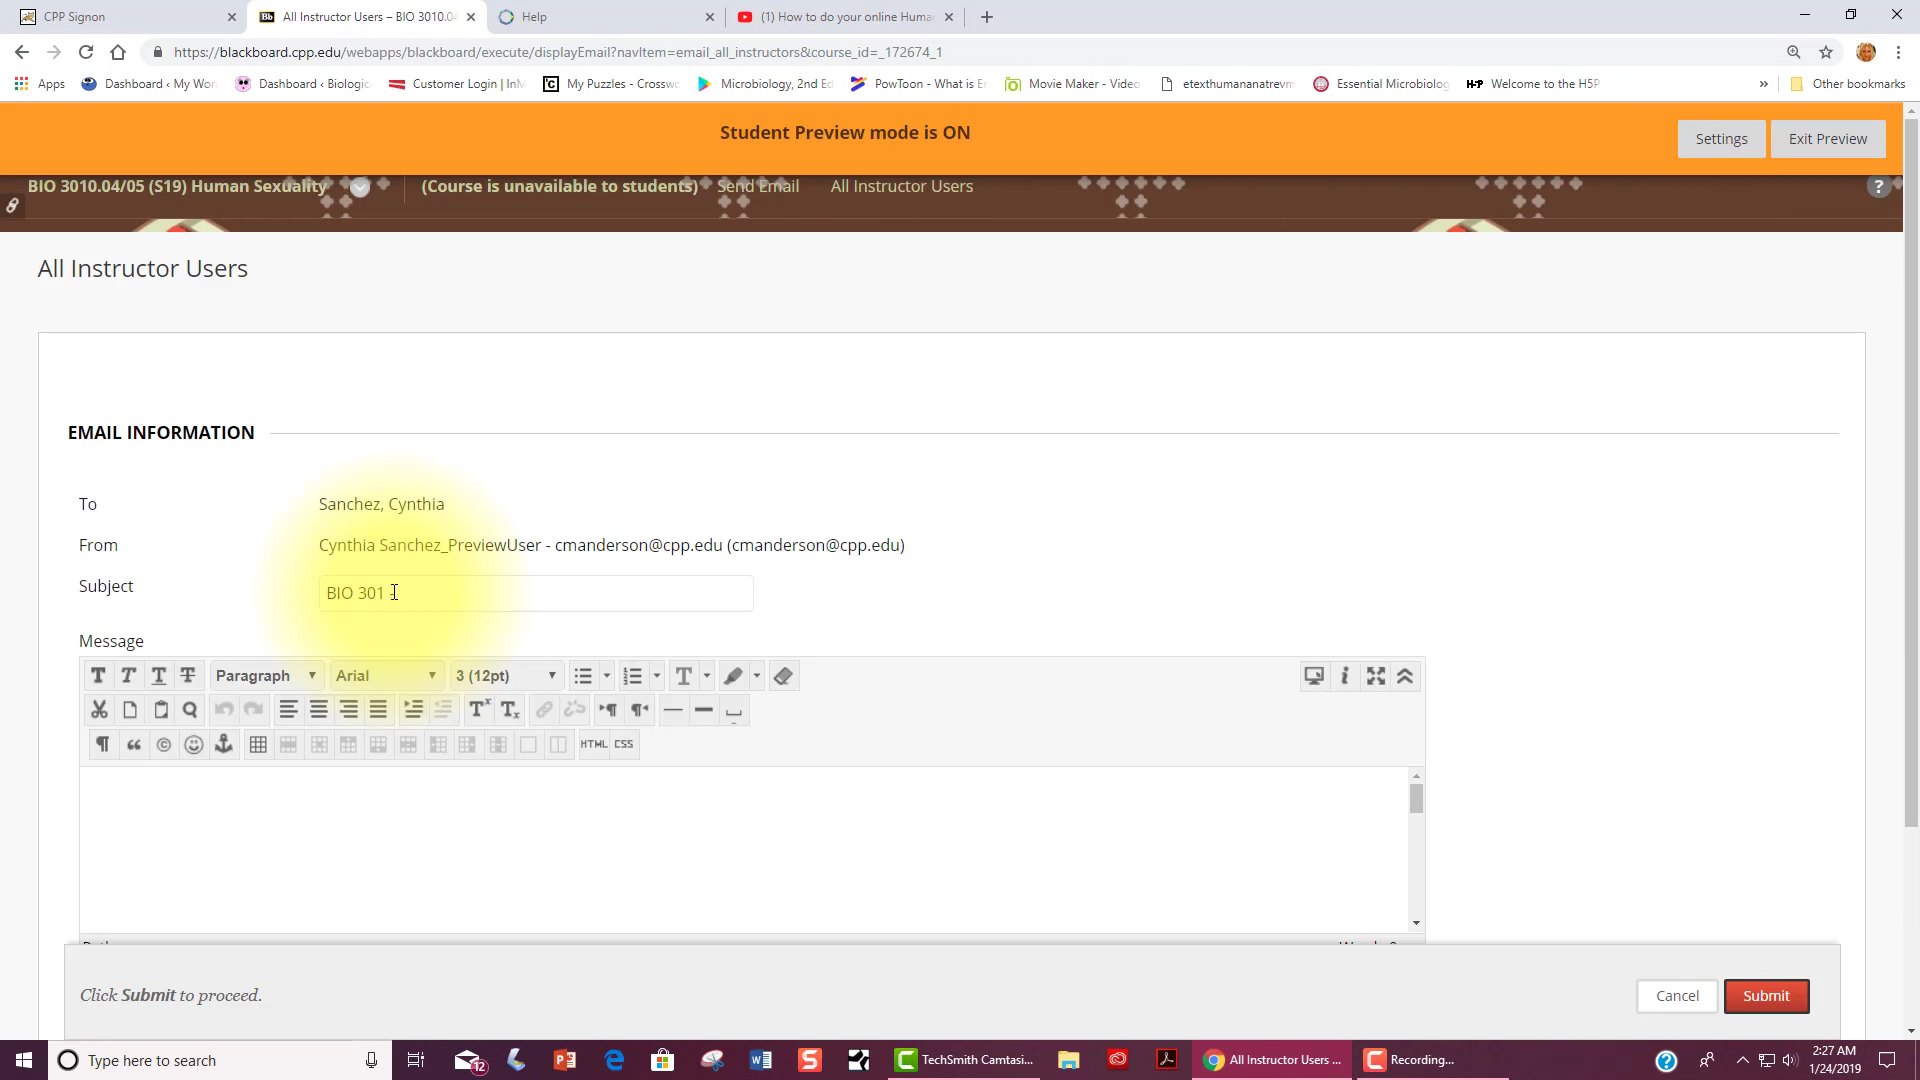 CPP Signon
All Instructor Users – BIO 3010.0
Help
(1) How to do your online Huma
https://blackboard.cpp.edu/webapps/blackboard/execute/displayEmail?navItem=email_all_instructors&course_id=_172674_1
Apps
Dashboard ‹ My Wor
Dashboard ‹ Biologic
Customer Login | InM
My Puzzles - Crossw
Microbiology, 2nd Ed
PowToon - What is E
Movie Maker - Video
etexthumananatrevm
Essential Microbiolog
H-P Welcome to the H5P
»
Other bookmarks
Student Preview mode is ON
Settings
Exit Preview
BIO 3010.04/05 (S19) Human Sexuality
(Course is unavailable to students)
Send Email
All Instructor Users
?
All Instructor Users
EMAIL INFORMATION
To
Sanchez, Cynthia
From
Cynthia Sanchez_PreviewUser - cmanderson@cpp.edu (cmanderson@cpp.edu)
Subject
BIO 301
Message
Paragraph
Arial
3 (12pt)
HTML CSS
Click Submit to proceed.
Cancel
Submit
Type here to search
12
TechSmith Camtasi...
All Instructor Users ...
Recording...
2:27 AM
1/24/2019